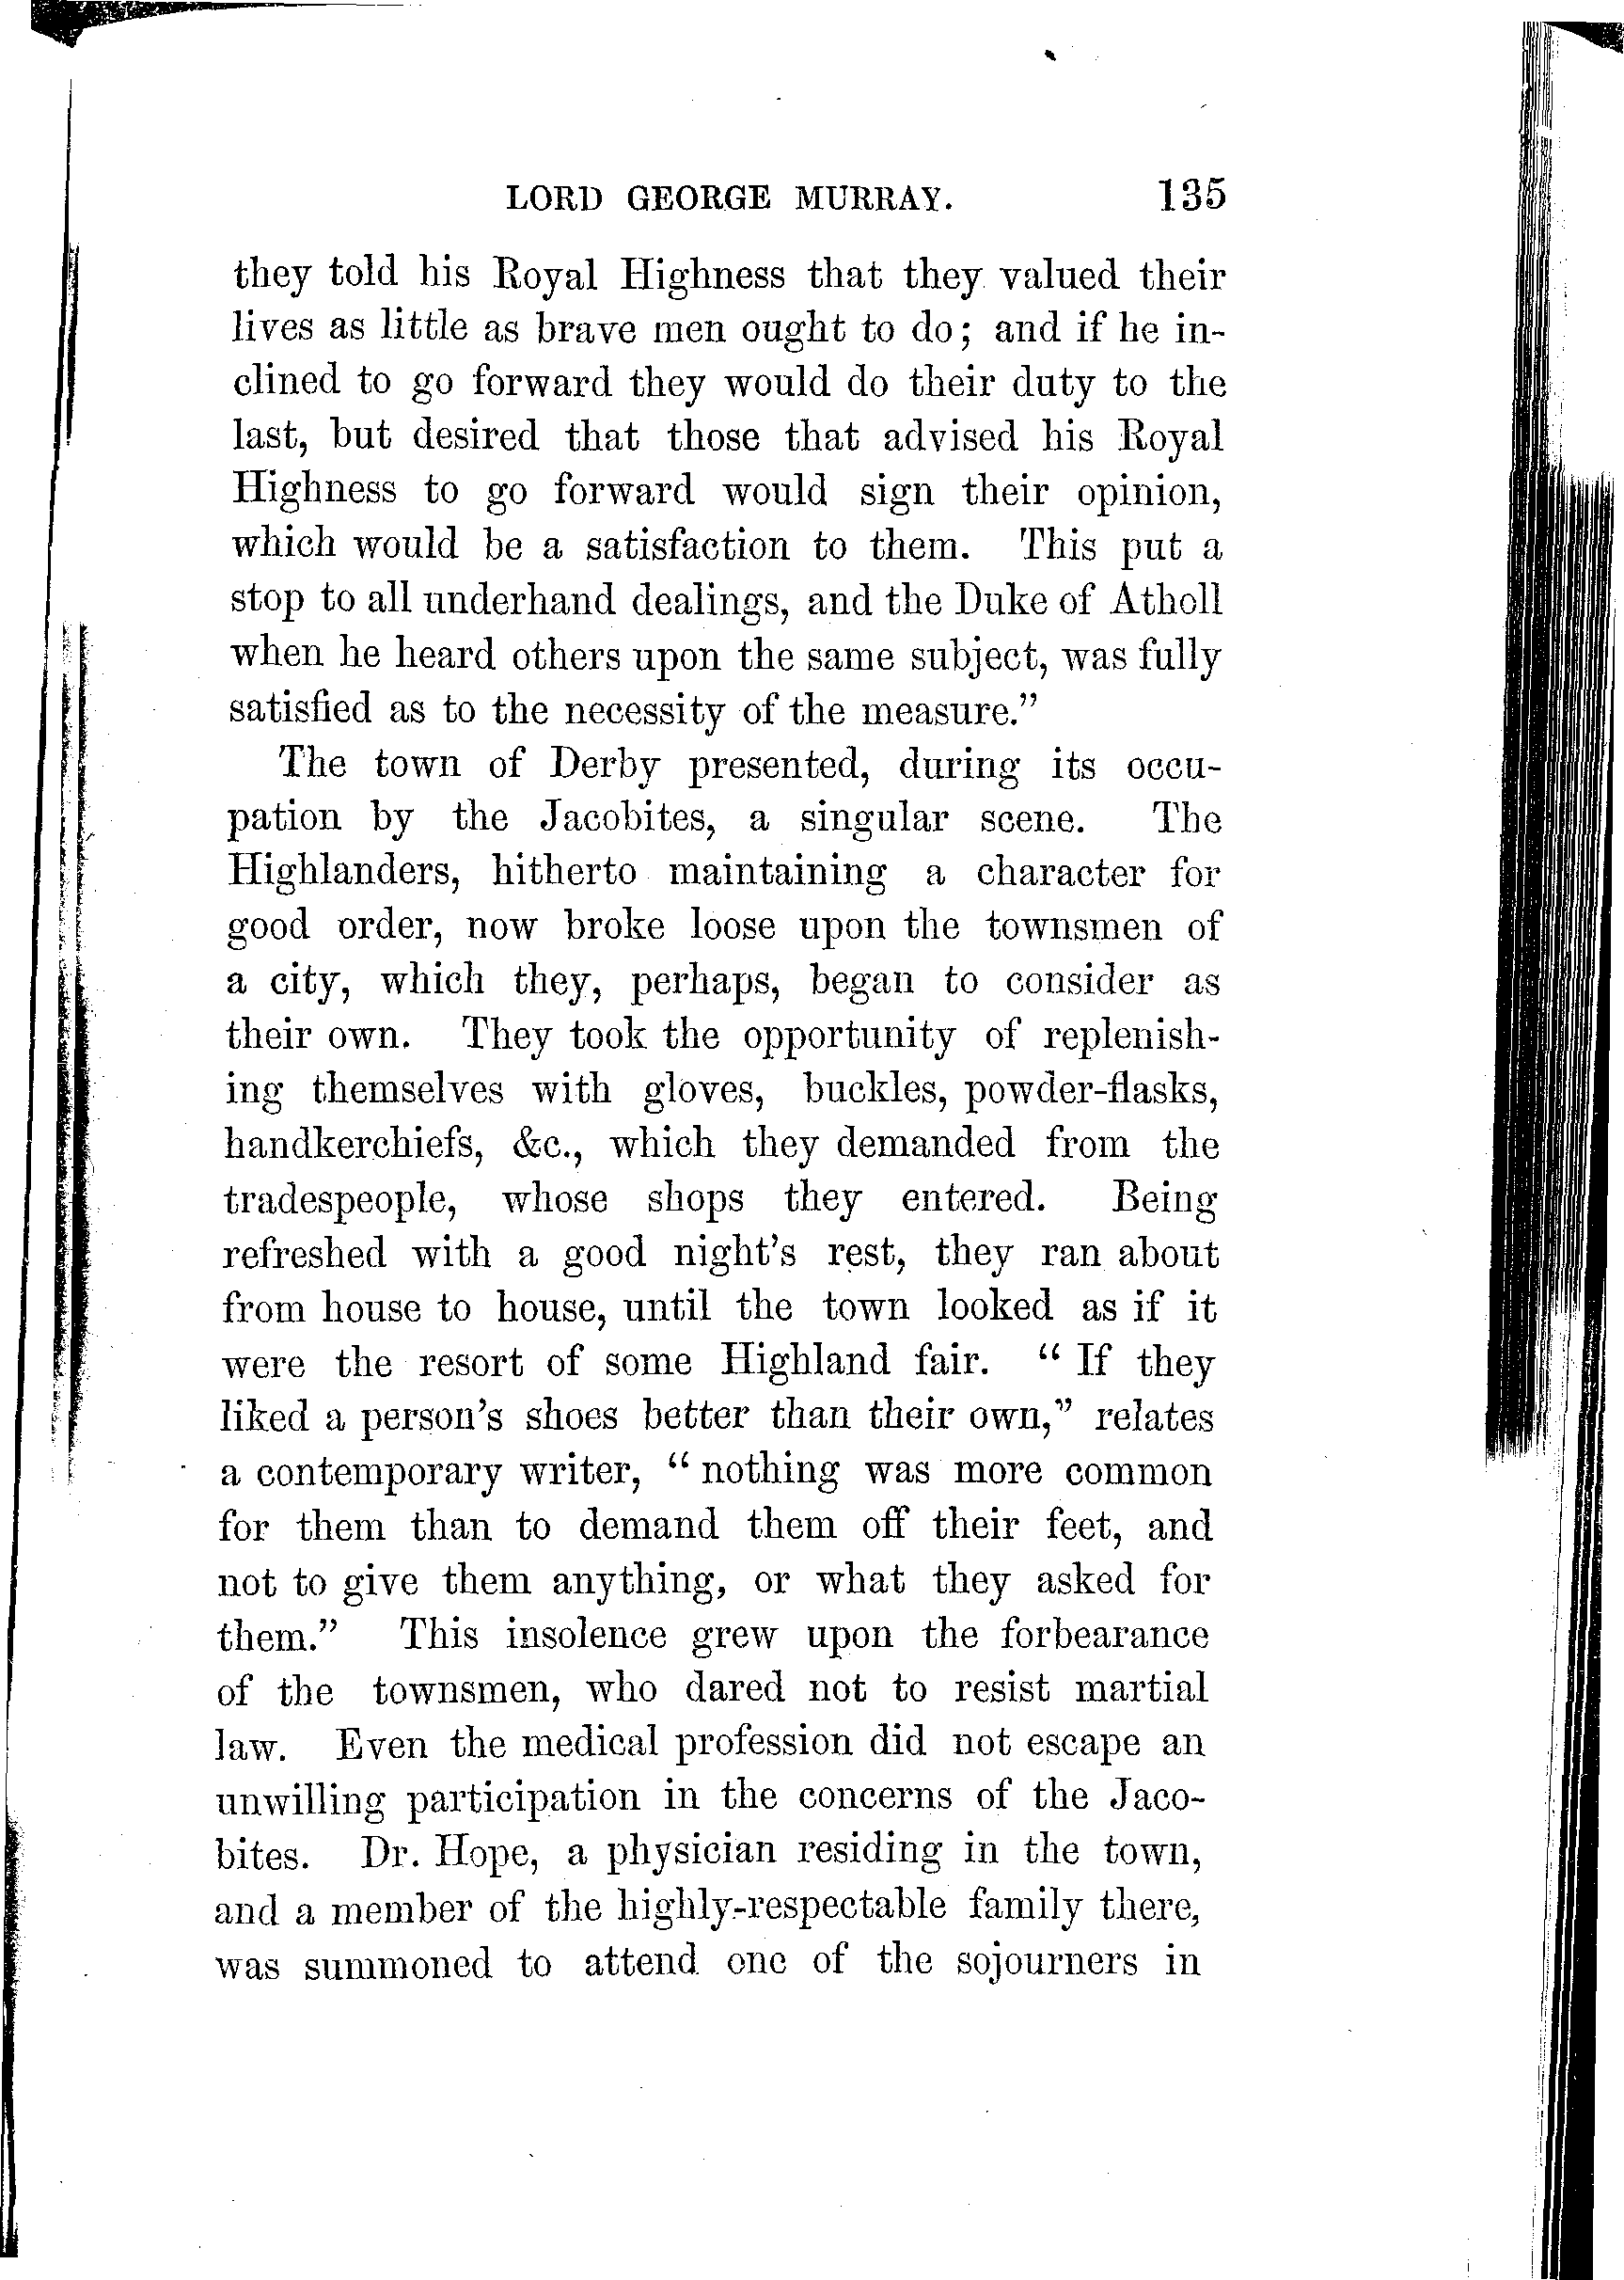 LORD GEORGE MURRAY. 135
they told his Royal Highness that they valued their
lives as little as brave men ought to do; and if he in-
clined to go forward they would do their duty to the
last, but desired that those that advised his Royal
Highness to go forward would sign their opinion,
which would be a satisfaction to them. This put a
stop to all underhand dealings, and the Duke of Atholl
when he heard others upon the same subject, was fully
satisfied as to the necessity of the measure."
The town of Derby presented, during its occu-
pation by the Jacobites, a singular scene. The
Highlanders, hitherto maintaining a character for
good order, now broke loose upon the townsmen of
a city, which they, perhaps, began to consider as
their own. They took the opportunity of replenish-
ing themselves with gloves, buckles, powder-flasks,
handkerchiefs, &c., which they demanded from the
tradespeople, whose shops they entered. Being
refreshed with a good night's rest, they ran about
from house to house, until the town looked as if it
were the resort of some Highland fair. "If they
liked a person's shoes better than their own," relates
a contemporary writer, "nothing was more common
for them than to demand them off their feet, and
not to give them anything, or what they asked for
them." This insolence grew upon the forbearance
of the townsmen, who dared not to resist martial
law. Even the medical profession did not escape an
unwilling participation in the concerns of the Jaco-
bites. Dr. Hope, a physician residing in the town,
and a member of the highly-respectable family there,
was summoned to attend one of the sojourners in